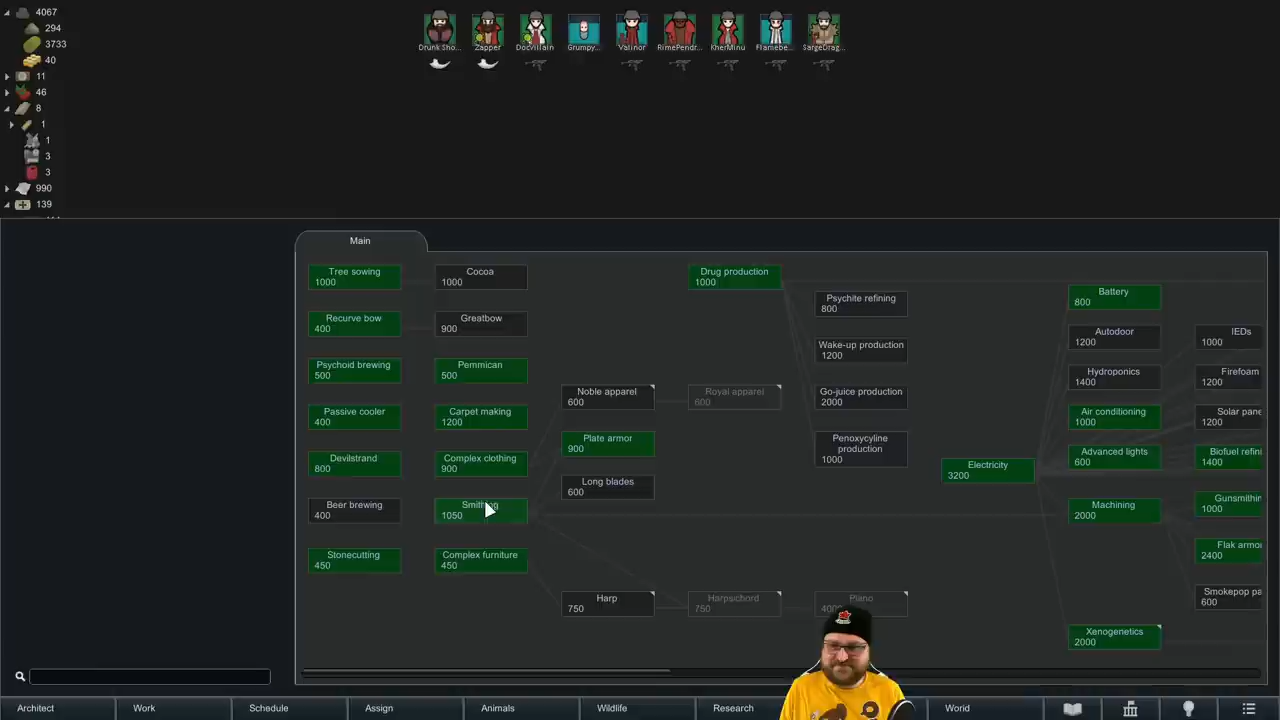 4067
294
3733
40
11
46
8
1
1
3
3
990
139
Drunk Sho...
Zapper
DocVillain
Grumpy...
Valinor
RimePendr...
KherMinu
Flamebe...
SargeDrag...
Main
Tree sowing
1000
Cocoa
1000
Drug production
1000
Psychite refining
800
Battery
800
Recurve bow
400
Greatbow
900
Wake-up production
1200
Autodoor
1200
IEDs
1000
Psychoid brewing
500
Pemmican
500
Noble apparel
600
Royal apparel
600
Go-juice production
2000
Hydroponics
1400
Firefoam
1200
Passive cooler
400
Carpet making
1200
Plate armor
900
Penoxycyline
production
1000
Air conditioning
1000
Solar pane
1200
Devilstrand
800
Complex clothing
900
Long blades
600
Electricity
3200
Advanced lights
600
Biofuel refini
1400
Beer brewing
400
Smithing
1050
Machining
2000
Gunsmithin
1000
Stonecutting
450
Complex furniture
450
Flak armo
2400
Harp
750
Harpsichord
750
Piano
Smokepop pa
600
Xenogenetics
2000
Architect
Work
Schedule
Assign
Animals
Wildlife
Research
World